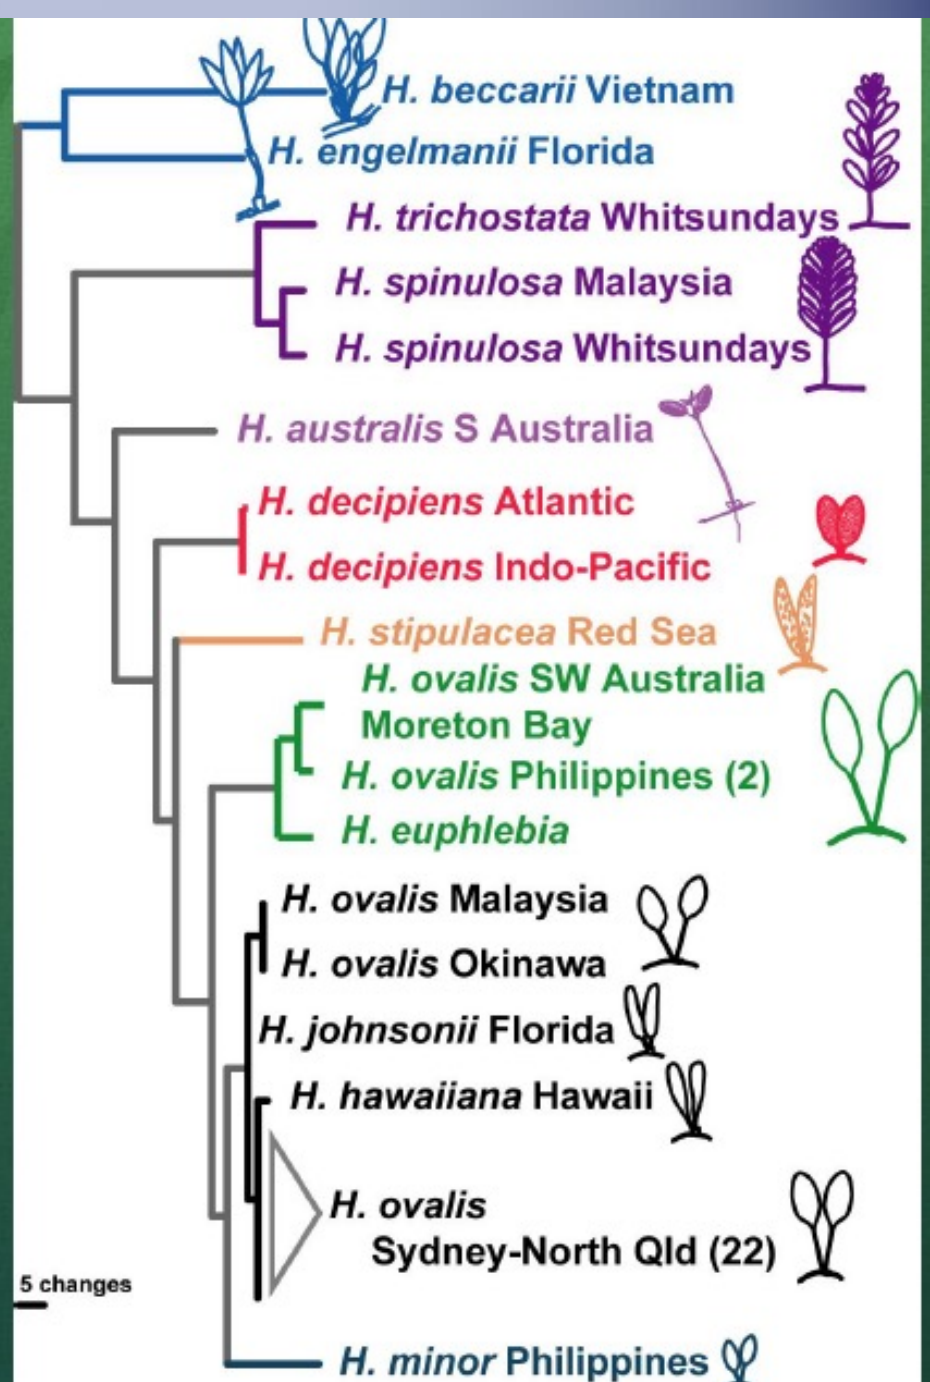 H. beccarii Vietnam
H. engelmanii Florida
H. trichostata Whitsundays
H. spinulosa Malaysia
H. spinulosa Whitsundays
H. australis S Australia
H. decipiens Atlantic
H. decipiens Indo-Pacific
H. stipulacea Red Sea
H. ovalis SW Australia
Moreton Bay
H. ovalis Philippines (2)
H. euphlebia
H. ovalis Malaysia
H. ovalis Okinawa
H. johnsonii Florida
H. hawaiiana Hawaii
H. ovalis
Sydney-North Qld (22)
5 changes
H. minor Philippines